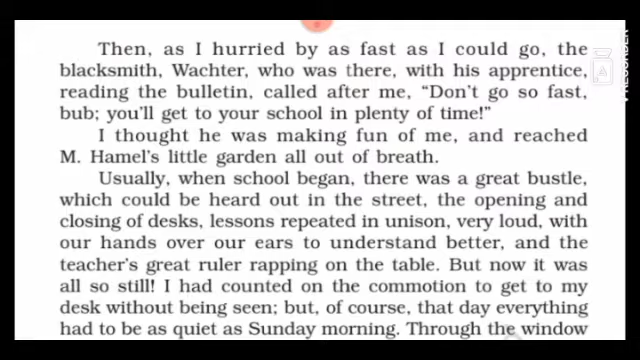 Then, as I hurried by as fast as I could go, the
blacksmith, Wachter, who was there, with his apprentice,
reading the bulletin, called after me, “Don't go so fast,
bub; you'll get to your school in plenty of time!”
I thought he was making fun of me, and reached
M. Hamel's little garden all out of breath.
Usually, when school began, there was a great bustle,
which could be heard out in the street, the opening and
closing of desks, lessons repeated in unison, very loud, with
our hands over our ears to understand better, and the
teacher's great ruler rapping on the table. But now it was
all so still! I had counted on the commotion to get to my
desk without being seen; but, of course, that day everything
had to be as quiet as Sunday morning. Through the window